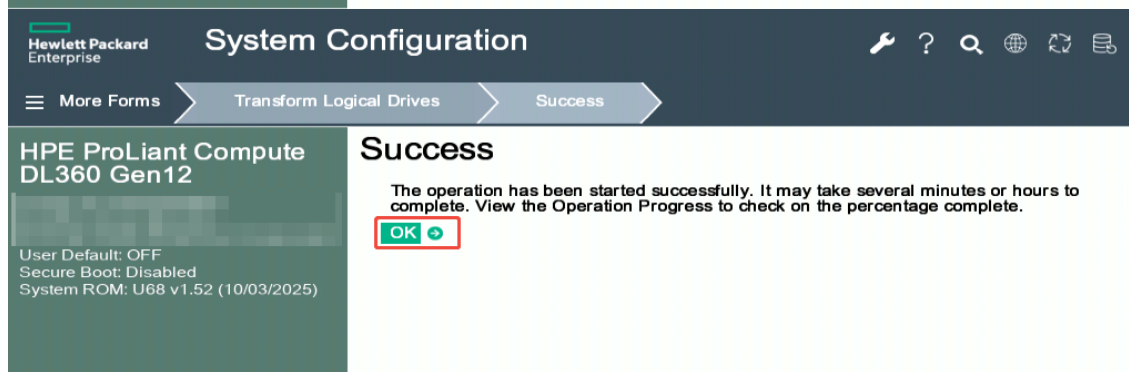 Hewlett Packard
Enterprise
System Configuration
?
More Forms
Transform Logical Drives
Success
HPE ProLiant Compute
DL360 Gen12
User Default: OFF
Secure Boot: Disabled
System ROM: U68 v1.52 (10/03/2025)
Success
The operation has been started successfully. It may take several minutes or hours to
complete. View the Operation Progress to check on the percentage complete.
OK